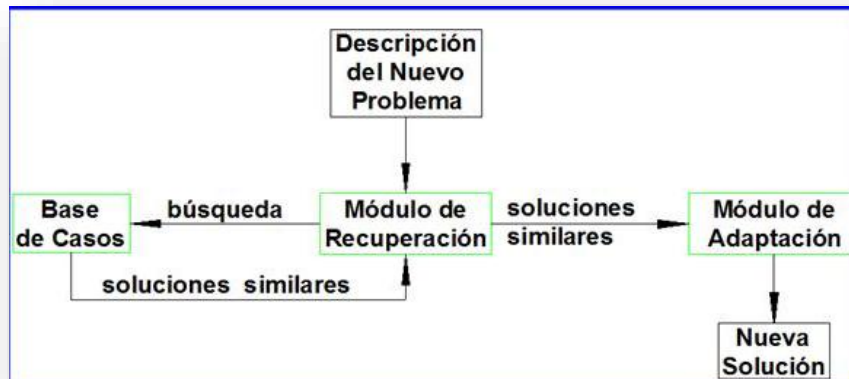 Descripción
del Nuevo
Problema
Base
de Casos
búsqueda
Módulo de
Recuperación
soluciones
similares
Módulo de
Adaptación
soluciones similares
Nueva
Solución